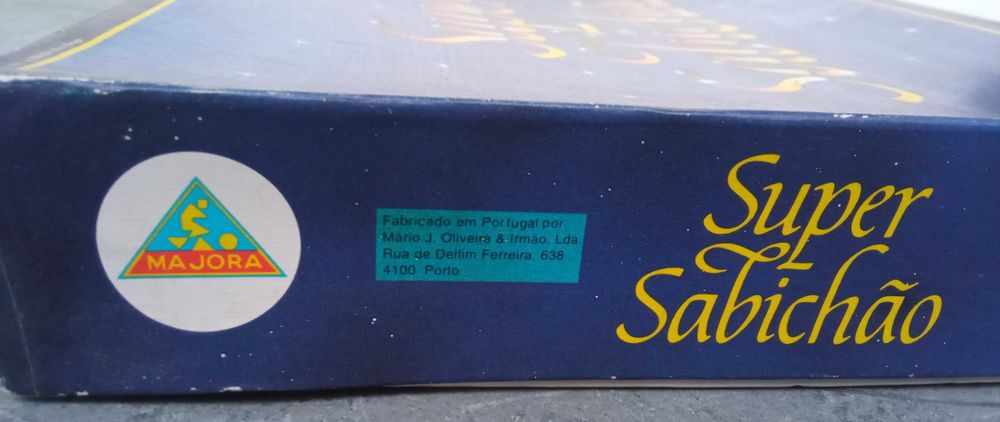 MAJORA
Fabricado em Portugal por
Mário J. Oliveira & Irmão, Lda
Rua de Delfim Ferreira, 638
4100 Porto
Super
Sabichão